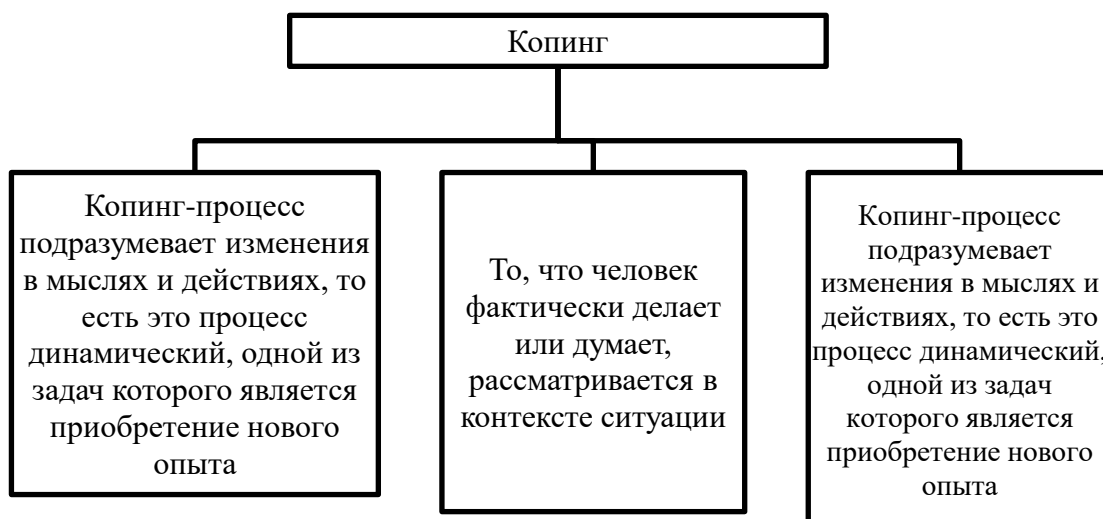 Копинг
Копинг-процесс
подразумевает изменения
в мыслях и действиях, то
есть это процесс
динамический, одной из
задач которого является
приобретение нового
опыта
То, что человек
фактически делает
или думает,
рассматривается в
контексте ситуации
Копинг-процесс
подразумевает
изменения в мыслях и
действиях, то есть это
процесс динамический,
одной из задач
которого является
приобретение нового
опыта